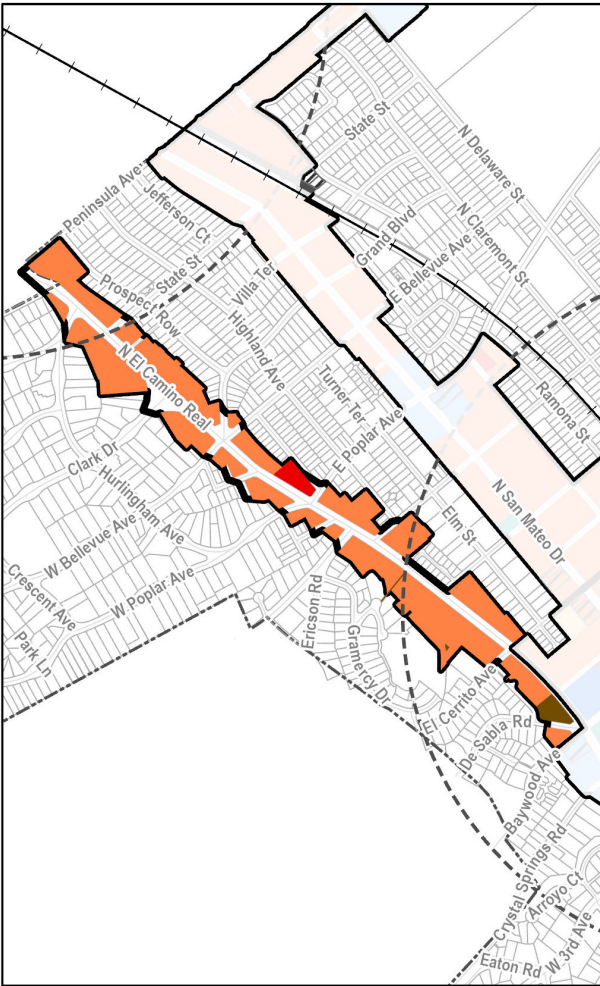 State St
N Delaware St
Peninsula Ave
Jefferson Ct
N Claremont St
Grand Blvd
E Bellevue Ave
State St
Villa Ter
Prospect Row
Highland Ave
N El Camino Real
Turner Ter
Ramona St
E Poplar Ave
Clark Dr
Hurlingham Ave
N San Mateo Dr
Elm St
W Bellevue Ave
W Poplar Ave
Crescent Ave
Ericson Rd
Gramercy Dr
Park Ln
El Cerrito Ave
De Sabla Rd
Baywood Ave
Crystal Springs Rd
Arroyo Ct
W 3rd Ave
Eaton Rd